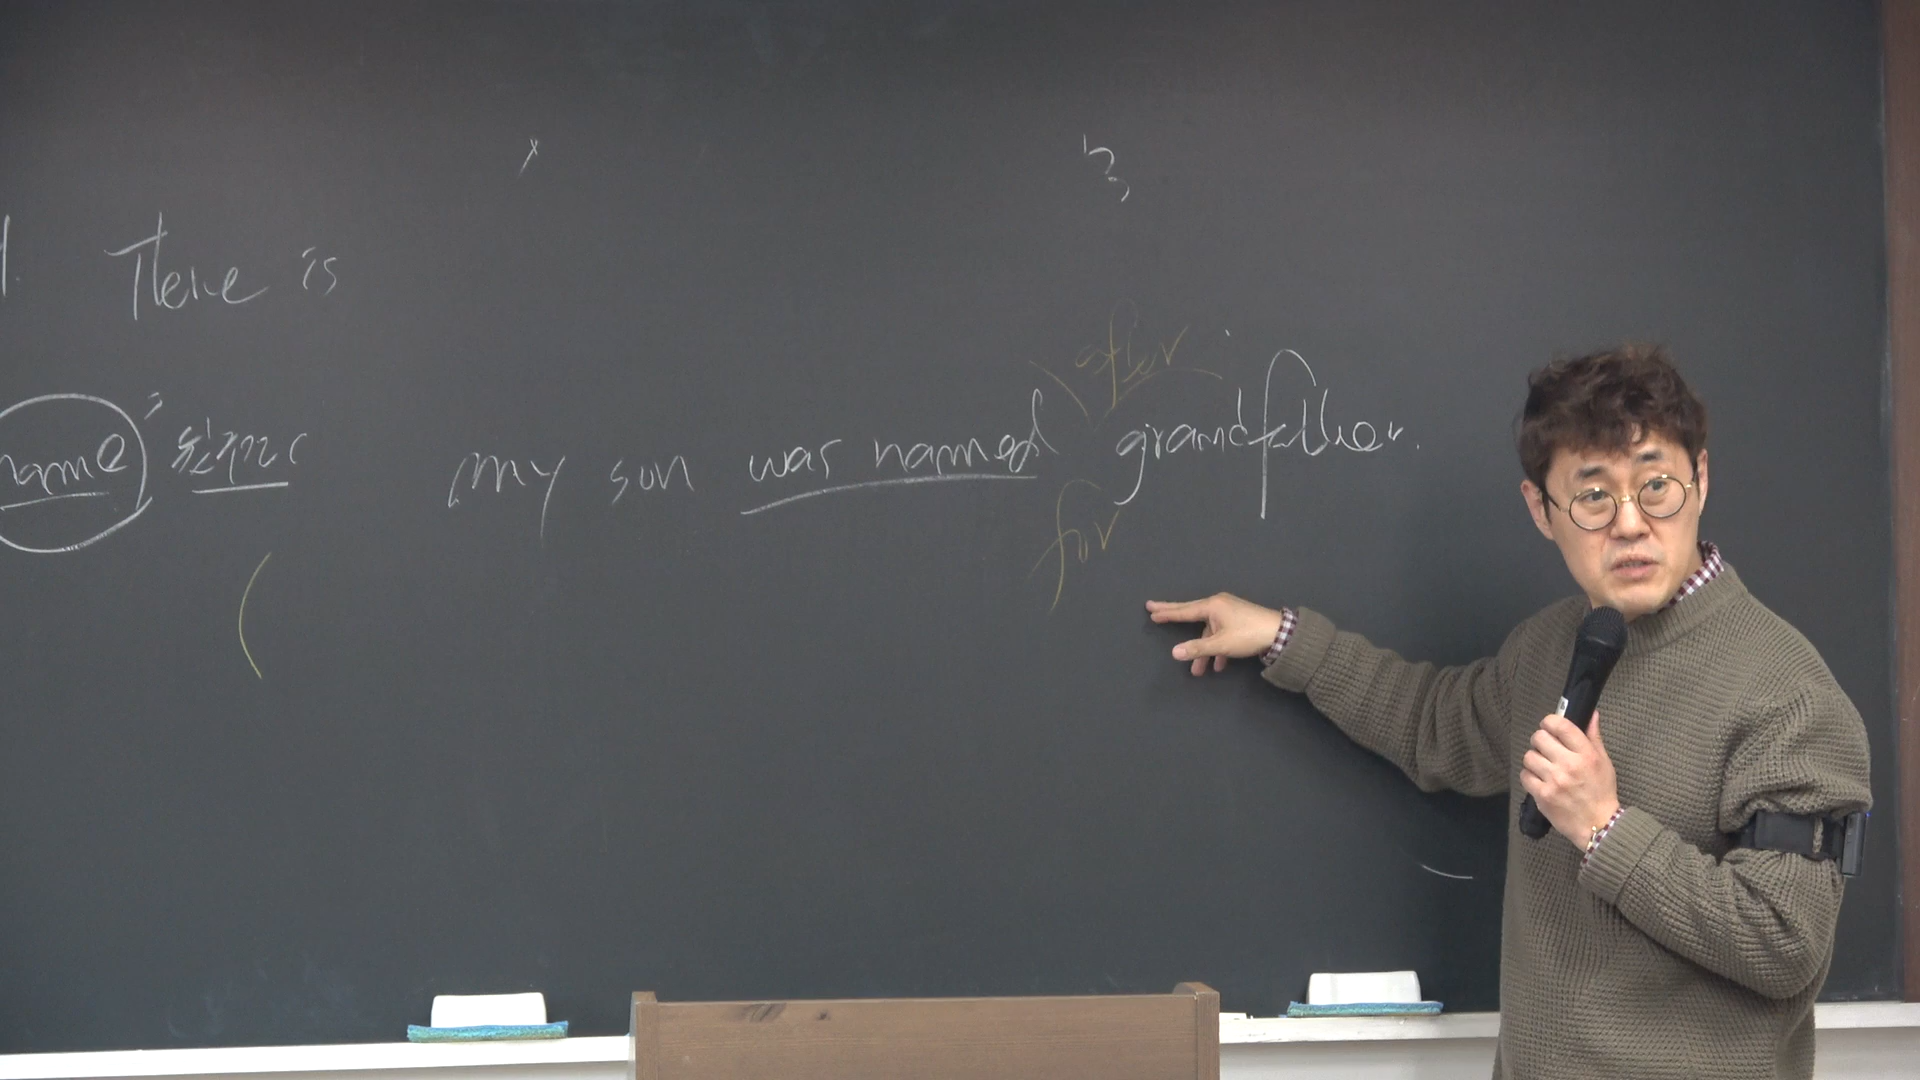 There is
after
name my son was named grandfather.
for